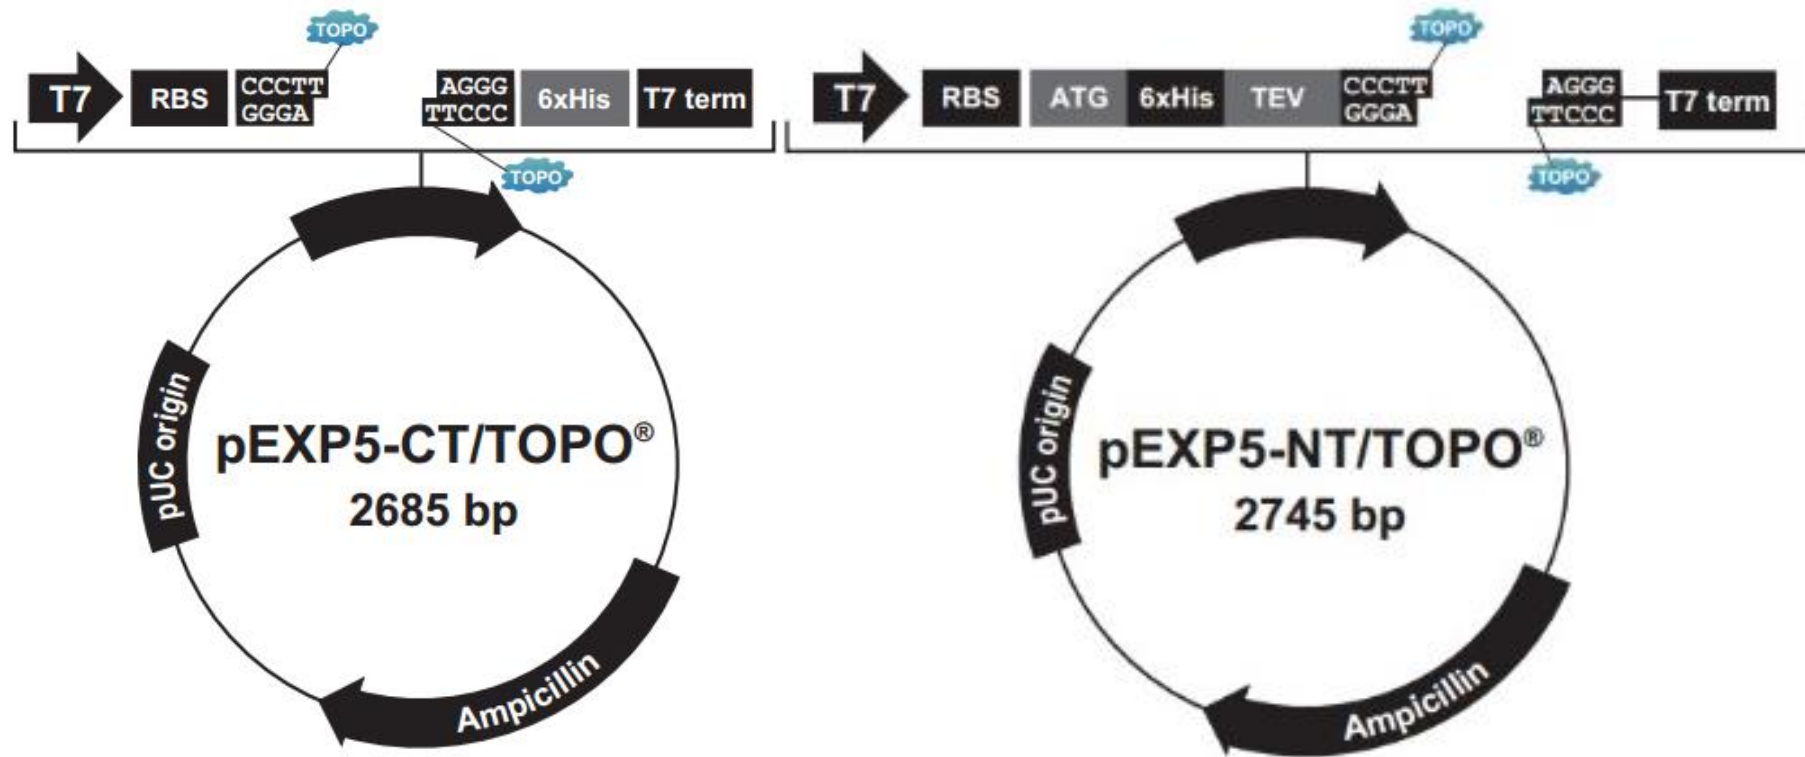 TOPO
T7 RBS CCCTT AGGG 6xHis T7 term
GGGA TTCCC
TOPO
pUC origin
pEXP5-CT/TOPO®
2685 bp
Ampicillin
TOPO
T7 RBS ATG 6xHis TEV CCCTT AGGG T7 term
GGGA TTCCC
TOPO
pUC origin
pEXP5-NT/TOPO®
2745 bp
Ampicillin